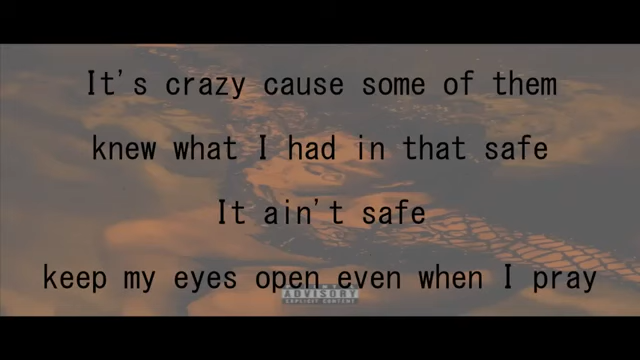 It's crazy cause some of them
knew what I had in that safe
It ain't safe
keep my eyes open even when I pray
ADVISORY
EXPLICIT CONTENT